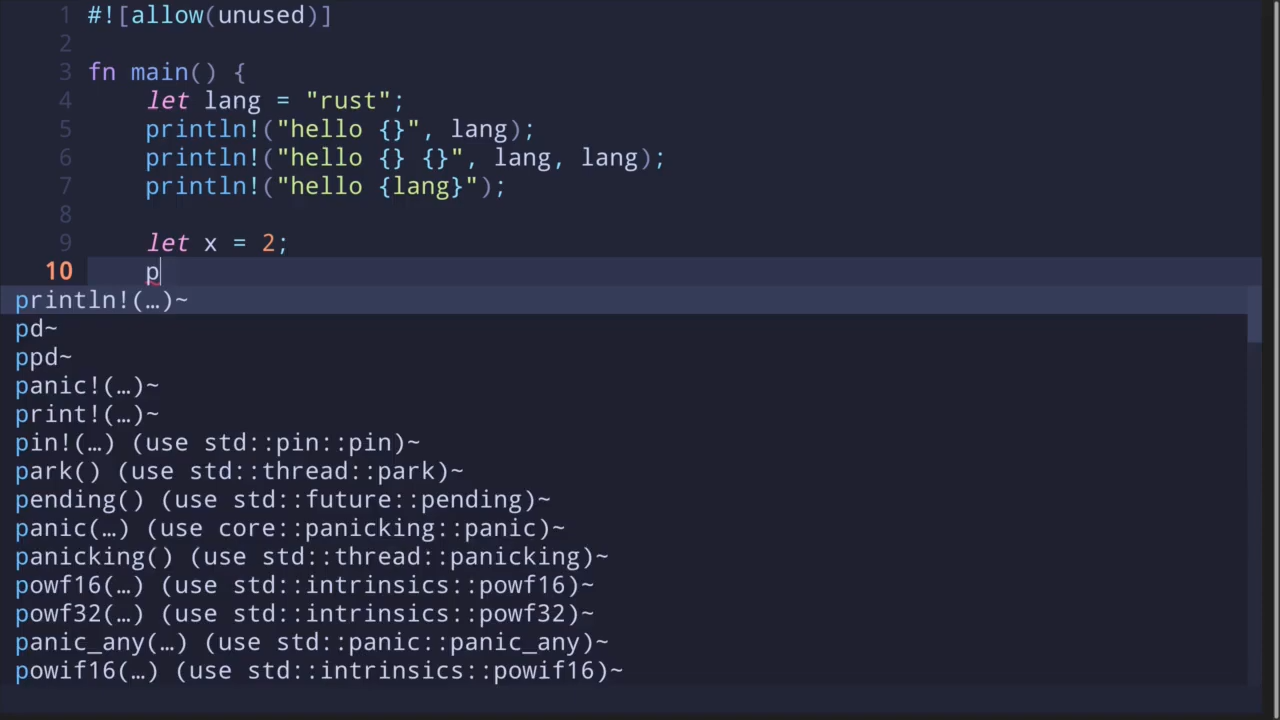 1 #![allow(unused)]
2
3 fn main() {
4 let lang = "rust";
5 println!("hello {}", lang);
6 println!("hello {} {}", lang, lang);
7 println!("hello {lang}");
8
9 let x = 2;
10 p
println!(…)~
pd~
ppd~
panic!(…)~
print!(…)~
pin!(…) (use std::pin::pin)~
park() (use std::thread::park)~
pending() (use std::future::pending)~
panic(…) (use core::panicking::panic)~
panicking() (use std::thread::panicking)~
powf16(…) (use std::intrinsics::powf16)~
powf32(…) (use std::intrinsics::powf32)~
panic_any(…) (use std::panic::panic_any)~
powif16(…) (use std::intrinsics::powif16)~